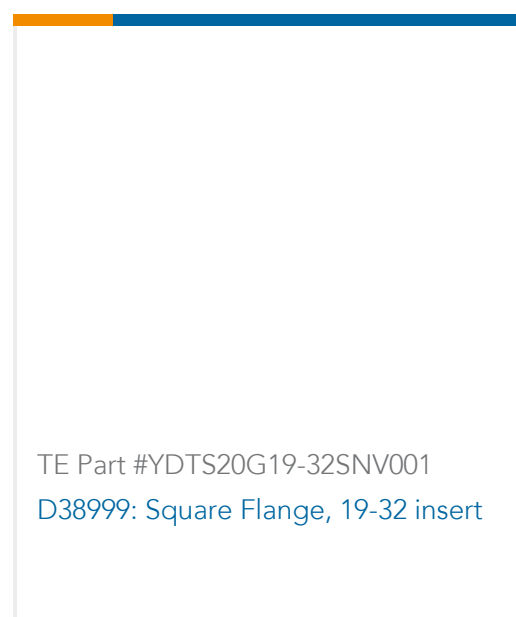 TE Part #YDTS20G19-32SNV001
D38999: Square Flange, 19-32 insert